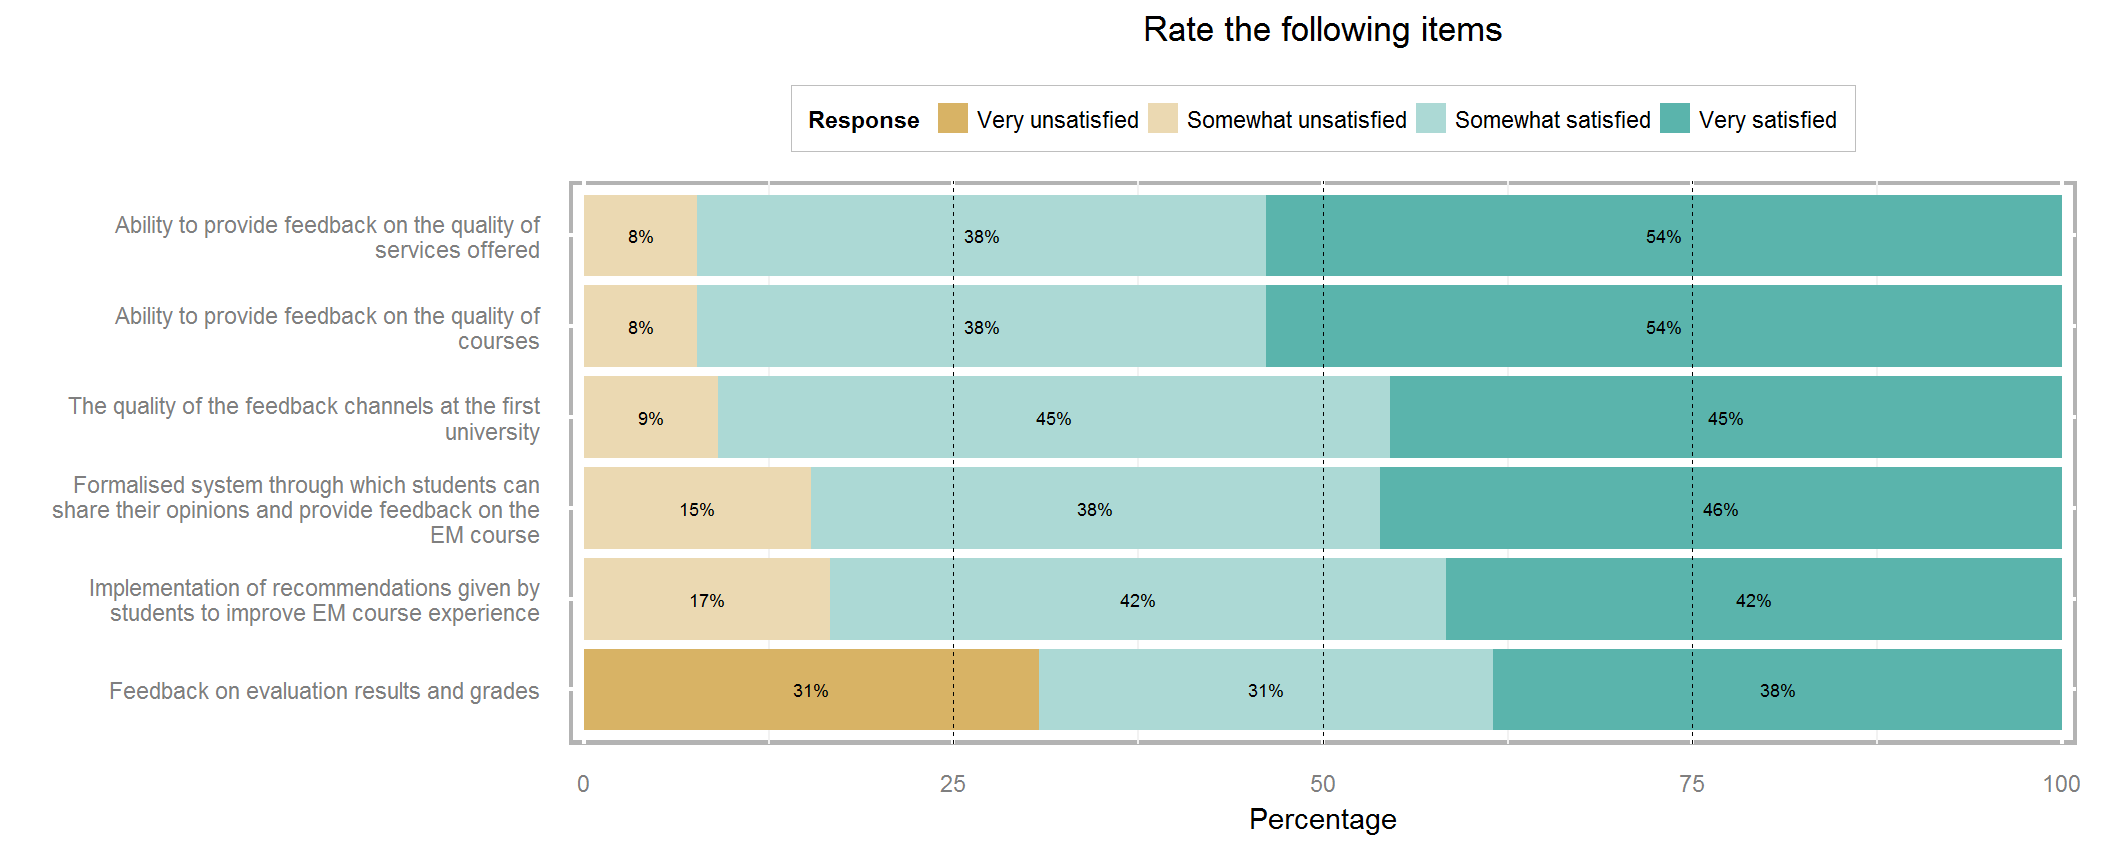 Rate the following items
Response Very unsatisfied Somewhat unsatisfied Somewhat satisfied Very satisfied
Ability to provide feedback on the quality of
services offered
8% 38% 54%
Ability to provide feedback on the quality of
courses
8% 38% 54%
The quality of the feedback channels at the first
university
9% 45% 45%
Formalised system through which students can
share their opinions and provide feedback on the
EM course
15% 38% 46%
Implementation of recommendations given by
students to improve EM course experience
17% 42% 42%
Feedback on evaluation results and grades
31% 31% 38%
0 25 50 75 100
Percentage